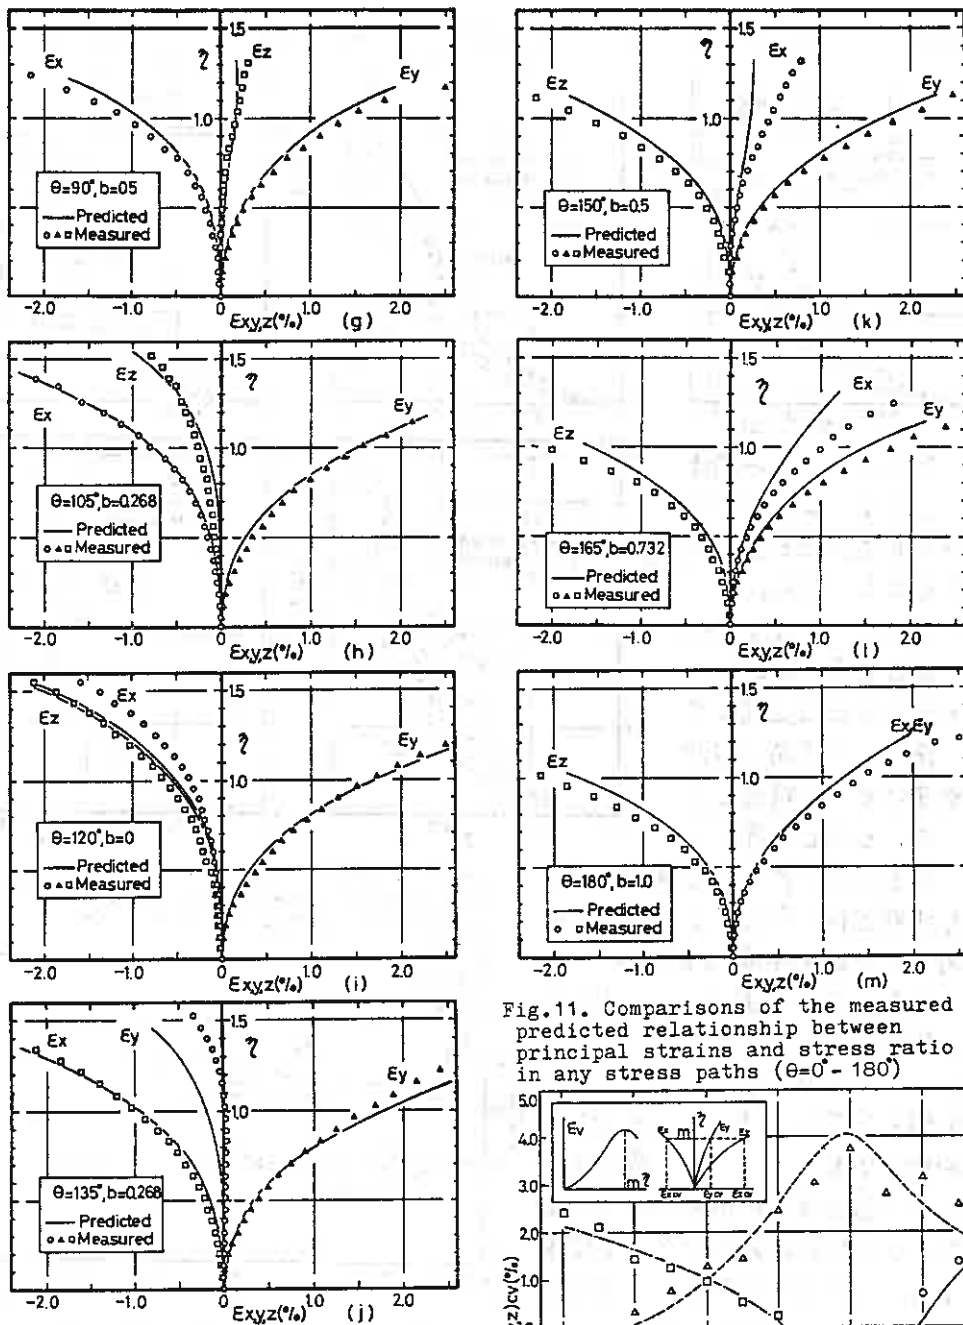 1.5
εx
η
εz
εy
1.0
θ=90°, b=05
Predicted
Measured
-2.0
-1.0
0
1.0
2.0
εx,y,z(%)
(g)
1.5
εz
η
εx
εy
1.0
θ=150°, b=0.5
Predicted
Measured
-2.0
-1.0
0
1.0
2.0
εx,y,z(%)
(k)
1.5
εx
εz
η
εy
1.0
θ=105°, b=0.268
Predicted
Measured
-2.0
-1.0
0
1.0
2.0
εx,y,z(%)
(h)
1.5
εz
η
εx
εy
1.0
θ=165°, b=0.732
Predicted
Measured
-2.0
-1.0
0
1.0
2.0
εx,y,z(%)
(l)
1.5
εz
εx
η
εy
1.0
θ=120°, b=0
Predicted
Measured
-2.0
-1.0
0
1.0
2.0
εx,y,z(%)
(i)
1.5
εz
η
εx,εy
1.0
θ=180°, b=1.0
Predicted
Measured
-2.0
-1.0
0
1.0
2.0
εx,y,z(%)
(m)
1.5
εx
εy
η
εy
1.0
θ=135°, b=0.268
Predicted
Measured
-2.0
-1.0
0
1.0
2.0
εx,y,z(%)
(j)
Fig.11. Comparisons of the measured
predicted relationship between
principal strains and stress ratio
in any stress paths (θ=0°- 180°)
5.0
4.0
3.0
2.0
1.0
z)cv(%)
εv
m
η
εy